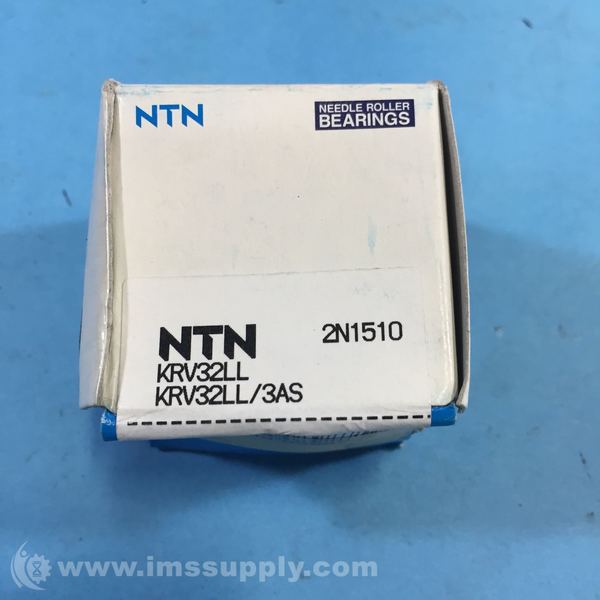 NTN
NEEDLE ROLLER
BEARINGS
NTN 2N1510
KRV32LL
KRV32LL/3AS
www.imssupply.com